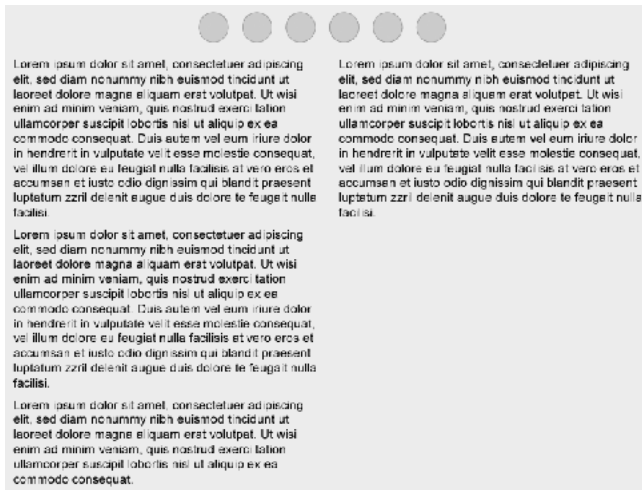 Lorem ipsum dolor sit amet, consectetuer adipiscing
elit, sed diam nonummy nibh euismod tincidunt ut
laoreet dolore magna aliquam erat volutpat. Ut wisi
enim ad minim veniam, quis nostrud exerci tation
ullamcorper suscipit lobortis nisl ut aliquip ex ea
commodo consequat. Duis autem vel eum iriure dolor
in hendrerit in vulputate velit esse molestie consequat,
vel illum dolore eu feugiat nulla facilisis at vero eros et
accumsan et iusto odio dignissim qui blandit praesent
luptatum zzril delenit augue duis dolore te feugait nulla
facilisi.
Lorem ipsum dolor sit amet, consectetuer adipiscing
elit, sed diam nonummy nibh euismod tincidunt ut
laoreet dolore magna aliquam erat volutpat. Ut wisi
enim ad minim veniam, quis nostrud exerci tation
ullamcorper suscipit lobortis nisl ut aliquip ex ea
commodo consequat. Duis autem vel eum iriure dolor
in hendrerit in vulputate velit esse molestie consequat,
vel illum dolore eu feugiat nulla facilisis at vero eros et
accumsan et iusto odio dignissim qui blandit praesent
luptatum zzril delenit augue duis dolore te feugait nulla
facilisi.
Lorem ipsum dolor sit amet, consectetuer adipiscing
elit, sed diam nonummy nibh euismod tincidunt ut
laoreet dolore magna aliquam erat volutpat. Ut wisi
enim ad minim veniam, quis nostrud exerci tation
ullamcorper suscipit lobortis nisl ut aliquip ex ea
commodo consequat.
Lorem ipsum dolor sit amet, consectetuer adipiscing
elit, sed diam nonummy nibh euismod tincidunt ut
laoreet dolore magna aliquam erat volutpat. Ut wisi
enim ad minim veniam, quis nostrud exerci tation
ullamcorper suscipit lobortis nisl ut aliquip ex ea
commodo consequat. Duis autem vel eum iriure dolor
in hendrerit in vulputate velit esse molestie consequat,
vel illum dolore eu feugiat nulla facilisis at vero eros et
accumsan et iusto odio dignissim qui blandit praesent
luptatum zzril delenit augue duis dolore te feugait nulla
facilisi.